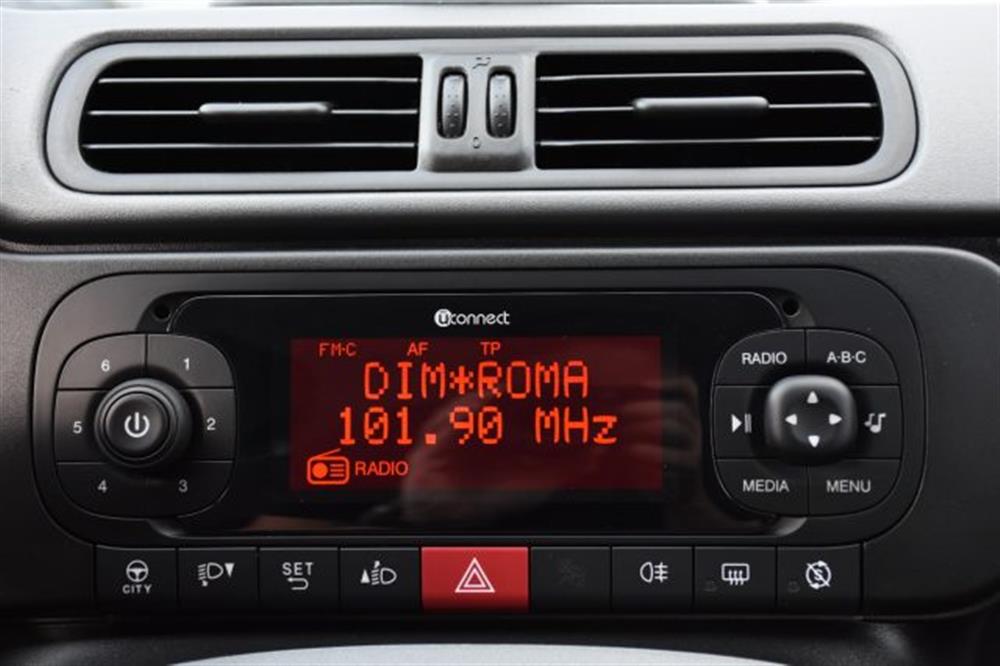 0
uconnect
FM-C AF TP
DIM*ROMA
101.90 MHz
RADIO
6 1
5 2
4 3
RADIO A-B-C
MEDIA MENU
CITY
SET